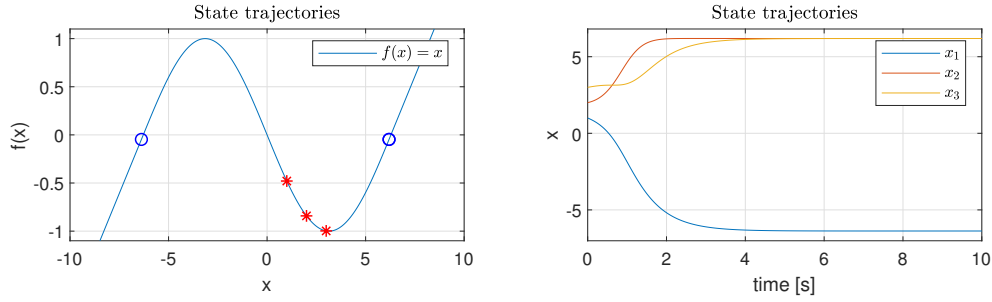 State trajectories
f(x) = x
1
0.5
0
-0.5
-1
f(x)
-10
-5
0
5
10
x
State trajectories
x₁
x₂
x₃
5
0
-5
x
0
2
4
6
8
10
time [s]